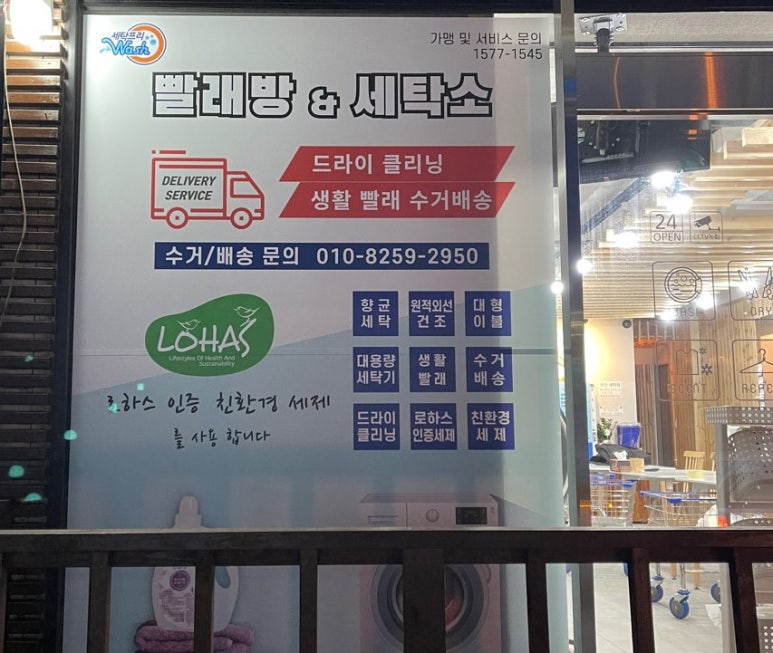 세탁프리
Wash
가맹 및 서비스 문의
1577-1545
빨래방 & 세탁소
DELIVERY
SERVICE
드라이 클리닝
생활 빨래 수거배송
수거/배송 문의 010-8259-2950
LOHAS
Lifestyles Of Health And
Sustainability
로하스 인증 친환경 세제
를 사용 합니다
향균
세탁
원적외선
건조
대형
이불
대용량
세탁기
생활
빨래
수거
배송
드라이
클리닝
로하스
인증세제
친환경
세제
24
OPEN